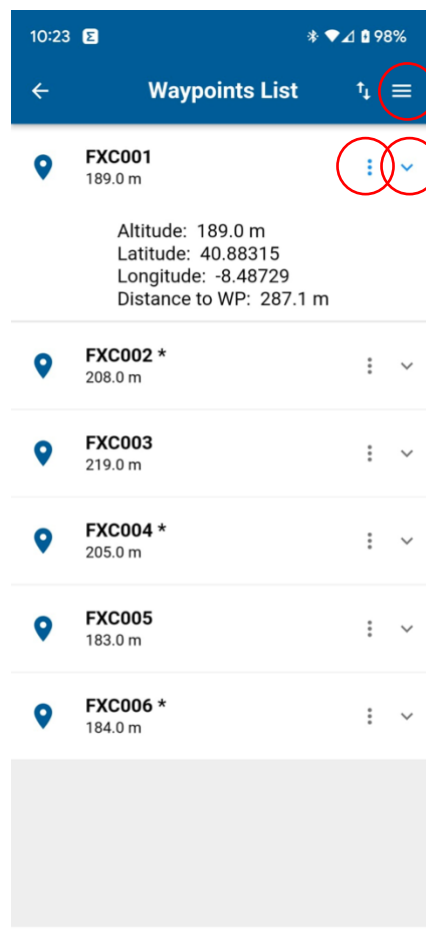 10:23 98%
Waypoints List
FXC001
189.0 m
Altitude: 189.0 m
Latitude: 40.88315
Longitude: -8.48729
Distance to WP: 287.1 m
FXC002 *
208.0 m
FXC003
219.0 m
FXC004 *
205.0 m
FXC005
183.0 m
FXC006 *
184.0 m